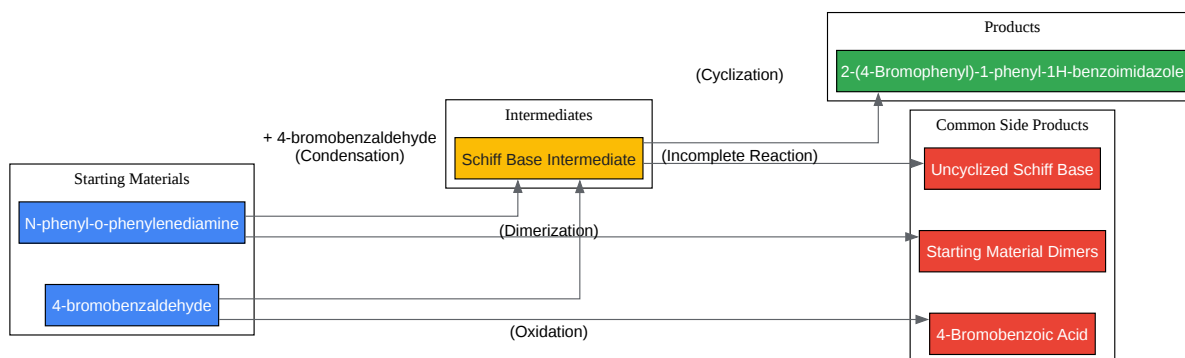 Products
2-(4-Bromophenyl)-1-phenyl-1H-benzoimidazole
(Cyclization)
Intermediates
+ 4-bromobenzaldehyde
(Condensation)
Schiff Base Intermediate
(Incomplete Reaction)
Common Side Products
Uncyclized Schiff Base
Starting Materials
N-phenyl-o-phenylenediamine
(Dimerization)
Starting Material Dimers
4-bromobenzaldehyde
(Oxidation)
4-Bromobenzoic Acid